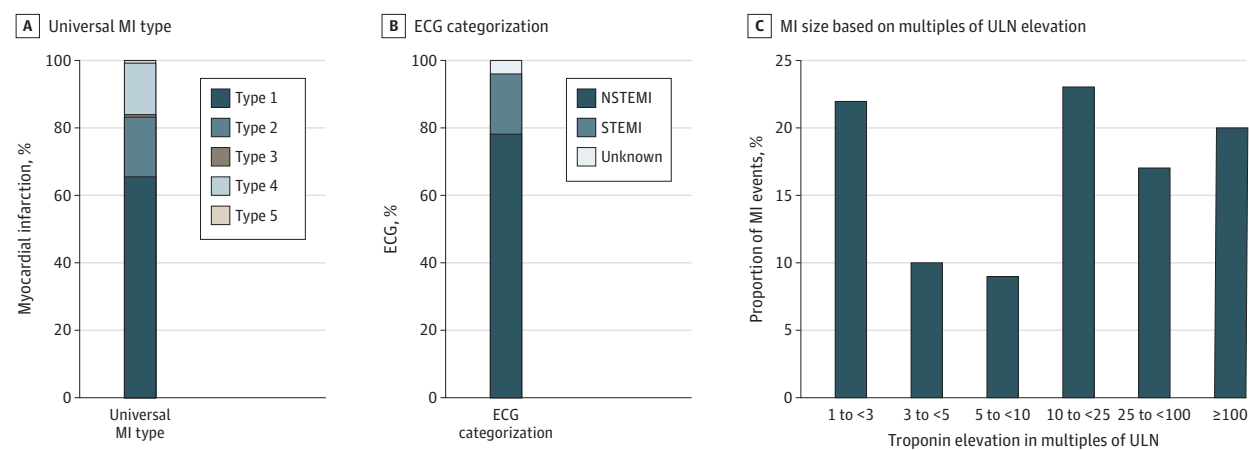 A Universal MI type
100
80
60
40
20
0
Myocardial infarction, %
Universal
MI type
Type 1
Type 2
Type 3
Type 4
Type 5
B ECG categorization
100
80
60
40
20
0
ECG, %
ECG
categorization
NSTEMI
STEMI
Unknown
C MI size based on multiples of ULN elevation
25
20
15
10
5
0
Proportion of MI events, %
1 to <3 3 to <5 5 to <10 10 to <25 25 to <100 ≥100
Troponin elevation in multiples of ULN